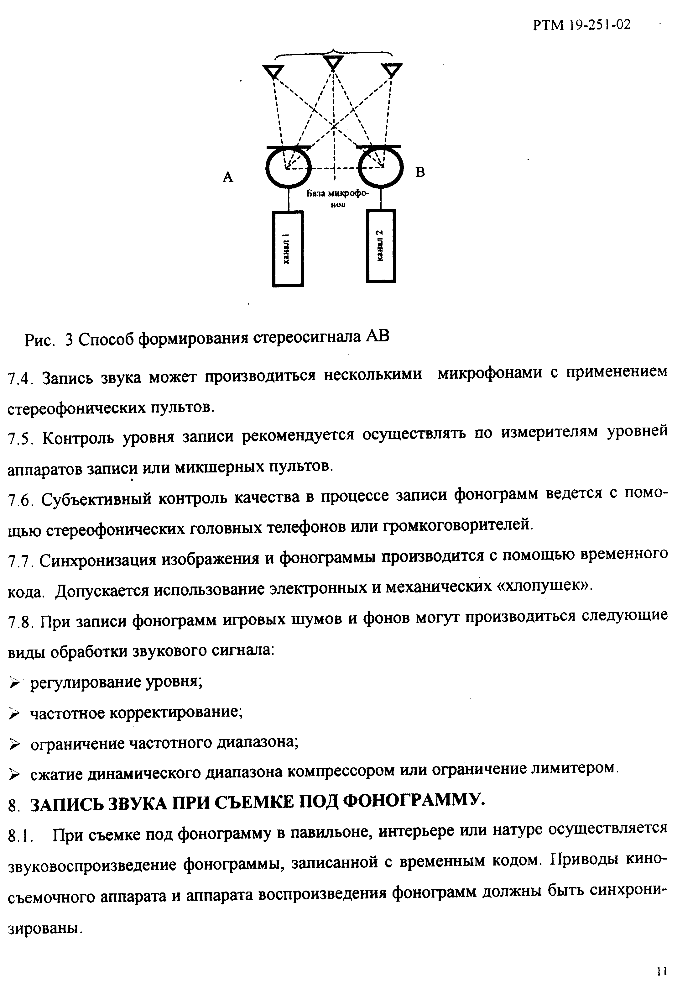 РТМ 19-251-02
А
В
База микрофо-
нов
канал 1
канал 2
Рис. 3 Способ формирования стереосигнала АВ
7.4. Запись звука может производиться несколькими микрофонами с применением
стереофонических пультов.
7.5. Контроль уровня записи рекомендуется осуществлять по измерителям уровней
аппаратов записи или микшерных пультов.
7.6. Субъективный контроль качества в процессе записи фонограмм ведется с помо-
щью стереофонических головных телефонов или громкоговорителей.
7.7. Синхронизация изображения и фонограммы производится с помощью временного
кода. Допускается использование электронных и механических «хлопушек».
7.8. При записи фонограмм игровых шумов и фонов могут производиться следующие
виды обработки звукового сигнала:
➢ регулирование уровня;
➢ частотное корректирование;
➢ ограничение частотного диапазона;
➢ сжатие динамического диапазона компрессором или ограничение лимитером.
8. ЗАПИСЬ ЗВУКА ПРИ СЪЕМКЕ ПОД ФОНОГРАММУ.
8.1. При съемке под фонограмму в павильоне, интерьере или натуре осуществляется
звуковоспроизведение фонограммы, записанной с временным кодом. Приводы кино-
съемочного аппарата и аппарата воспроизведения фонограмм должны быть синхрони-
зированы.
11